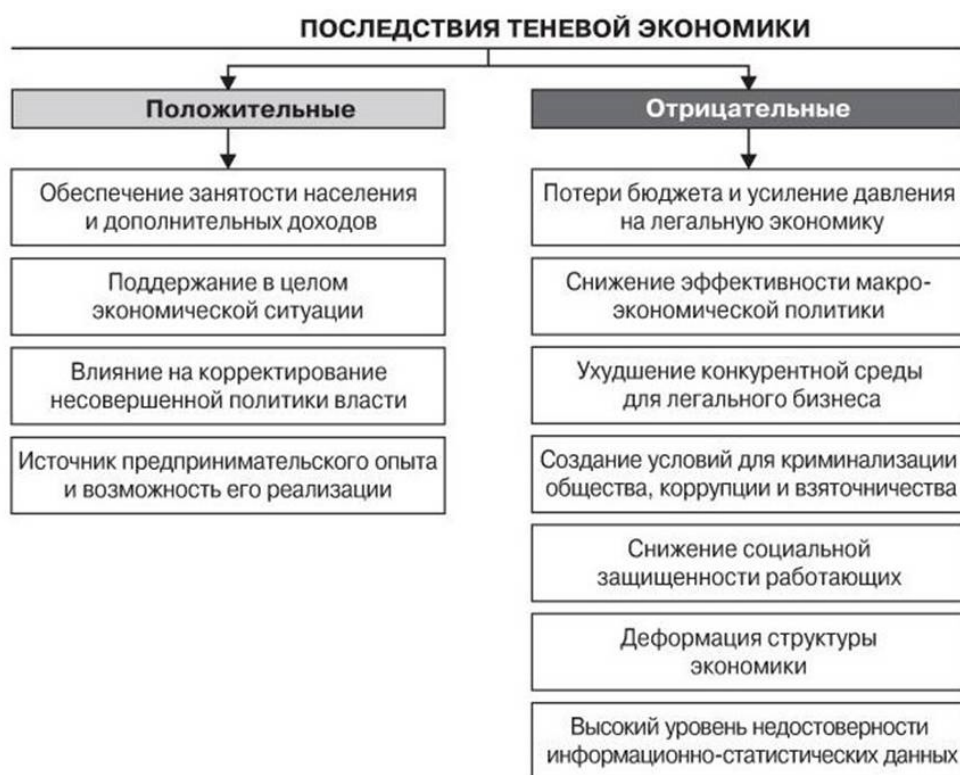 ПОСЛЕДСТВИЯ ТЕНЕВОЙ ЭКОНОМИКИ
Положительные
Обеспечение занятости населения
и дополнительных доходов
Поддержание в целом
экономической ситуации
Влияние на корректирование
несовершенной политики власти
Источник предпринимательского опыта
и возможность его реализации
Отрицательные
Потери бюджета и усиление давления
на легальную экономику
Снижение эффективности макро-
экономической политики
Ухудшение конкурентной среды
для легального бизнеса
Создание условий для криминализации
общества, коррупции и взяточничества
Снижение социальной
защищенности работающих
Деформация структуры
экономики
Высокий уровень недостоверности
информационно-статистических данных